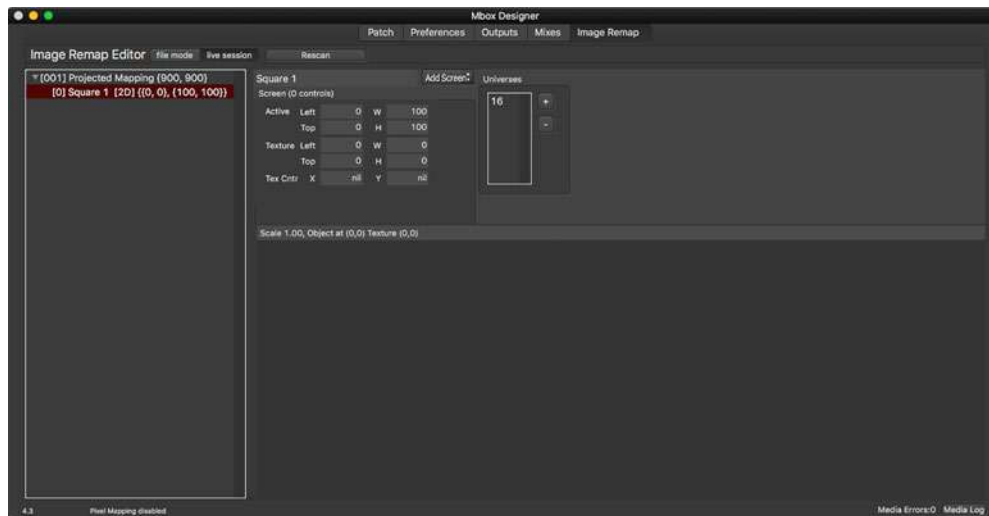 Mbox Designer
Patch Preferences Outputs Mixes Image Remap
Image Remap Editor file mode live session Rescan
[001] Projected Mapping {900, 900}
[0] Square 1 [2D] {{0, 0}, {100, 100}}
Square 1 Add Screen
Screen (0 controls)
Active Left 0 W 100
Top 0 H 100
Texture Left 0 W 0
Top 0 H 0
Tex Cntr X nil Y nil
Universes
16
+
-
Scale 1.00, Object at (0,0) Texture (0,0)
4.3 Pixel Mapping disabled Media Errors:0 Media Log